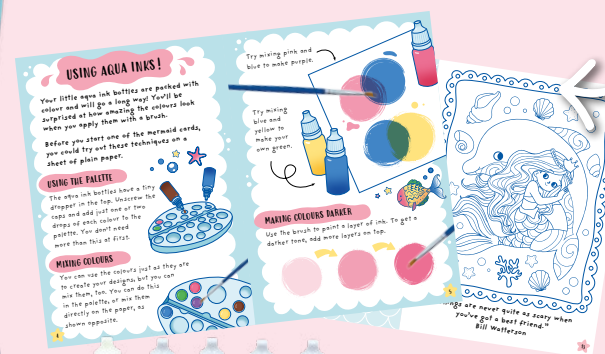 USING AQUA INKS!
Your little aqua ink bottles are packed with
colour and will go a long way! You'll be
surprised at how amazing the colours look
when you apply them with a brush.
Before you start one of the mermaid cards,
you could try out these techniques on a
sheet of plain paper.
USING THE PALETTE
The aqua ink bottles have a tiny
dropper in the top. Unscrew the
caps and add just one or two
drops of each colour to the
palette. You don't need
more than this at first.
MIXING COLOURS
You can use the colours just as they are
to create your designs, but you can
mix them, too. You can do this
in the palette, or mix them
directly on the paper, as
shown opposite.
4
Try mixing pink and
blue to make purple.
Try mixing
blue and
yellow to
make your
own green.
MAKING COLOURS DARKER
Use the brush to paint a layer of ink. To get a
darker tone, add more layers on top.
5
are never quite as scary when
you've got a best friend."
Bill Watterson